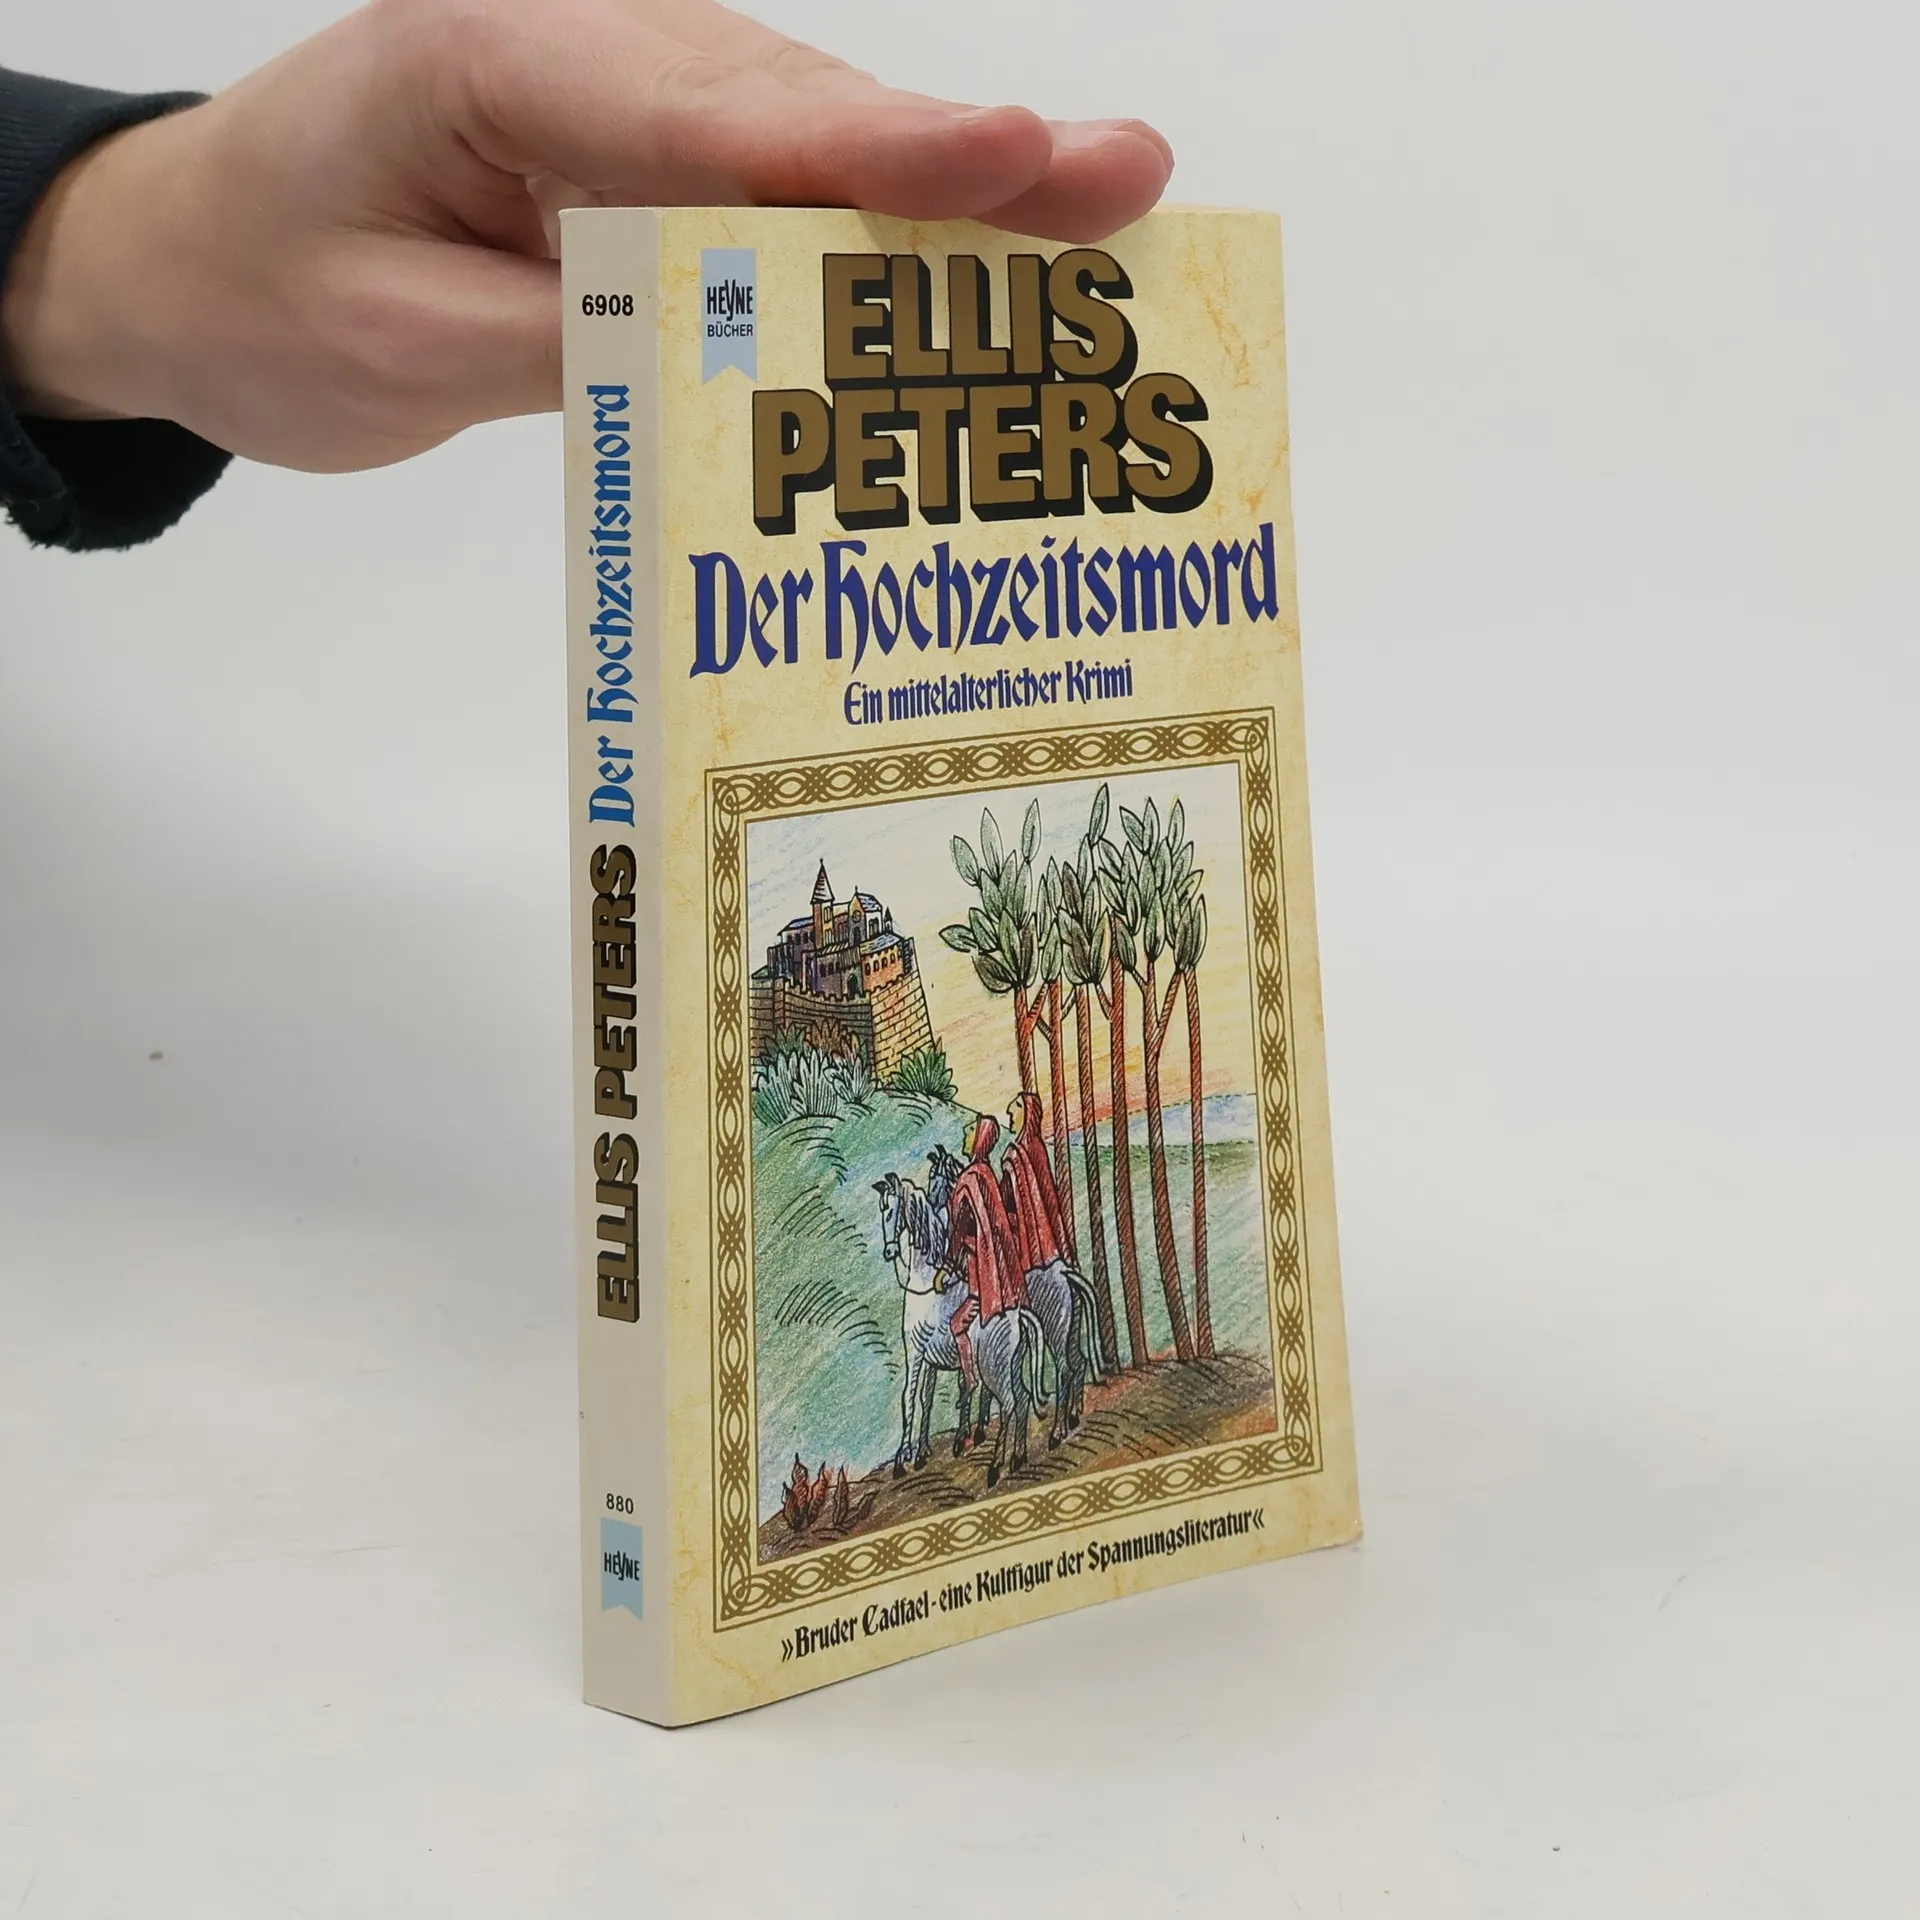 6908
Der Hochzeitsmord
ELLIS PETERS
880
HEYNE
HEYNE
BÜCHER
ELLIS
PETERS
Der Hochzeitsmord
Ein mittelalterlicher Krimi
»Bruder Cadfael - eine Kultfigur der Spannungsliteratur«